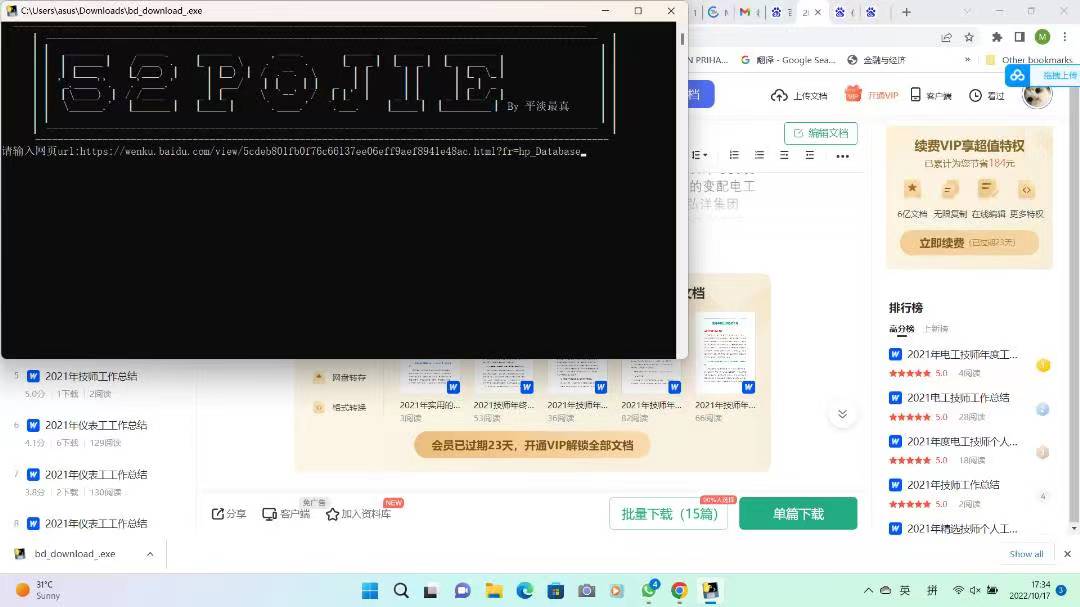 C:\Users\asus\Downloads\bd_download_.exe
52POJIE
By 平淡最真
请输入网页url:https://wenku.baidu.com/view/5cdeb801fb0f76c66137ee06eff9aef8941e48ac.html?fr=hp_Database
翻译 - Google Sea...
金融与经济
»
Other bookmarks
拖拽上传
上传文档
开通VIP
客户端
看过
编辑文档
的变配电工
弘洋集团
续费VIP享超值特权
已累计为您节省184元
6亿文档 无限复制 在线编辑 更多特权
立即续费 (已过期23天)
排行榜
高分榜 上新榜
2021年电工技师年度工...
5.0 4阅读
1
2021电工技师工作总结
5.0 28阅读
2
2021年度电工技师个人...
5.0 18阅读
3
2021年技师工作总结
5.0 2阅读
4
2021年精选技师个人工...
5 2021年技师工作总结
5.0分 1下载 2阅读
6 2021年仪表工工作总结
4.1分 6下载 129阅读
7 2021年仪表工工作总结
3.8分 2下载 130阅读
8 2021年仪表工工作总结
网盘转存
格式转换
文档
2021年实用的... 2021技师年终... 2021年技师年... 2021年技师年... 2021年技师年...
3阅读 53阅读 36阅读 82阅读 66阅读
会员已过期23天，开通VIP解锁全部文档
分享
免广告
客户端
加入资料库
NEW
批量下载（15篇）
90%人选择
单篇下载
bd_download_.exe
Show all
31°C
Sunny
4
英
拼
17:34
2022/10/17
3